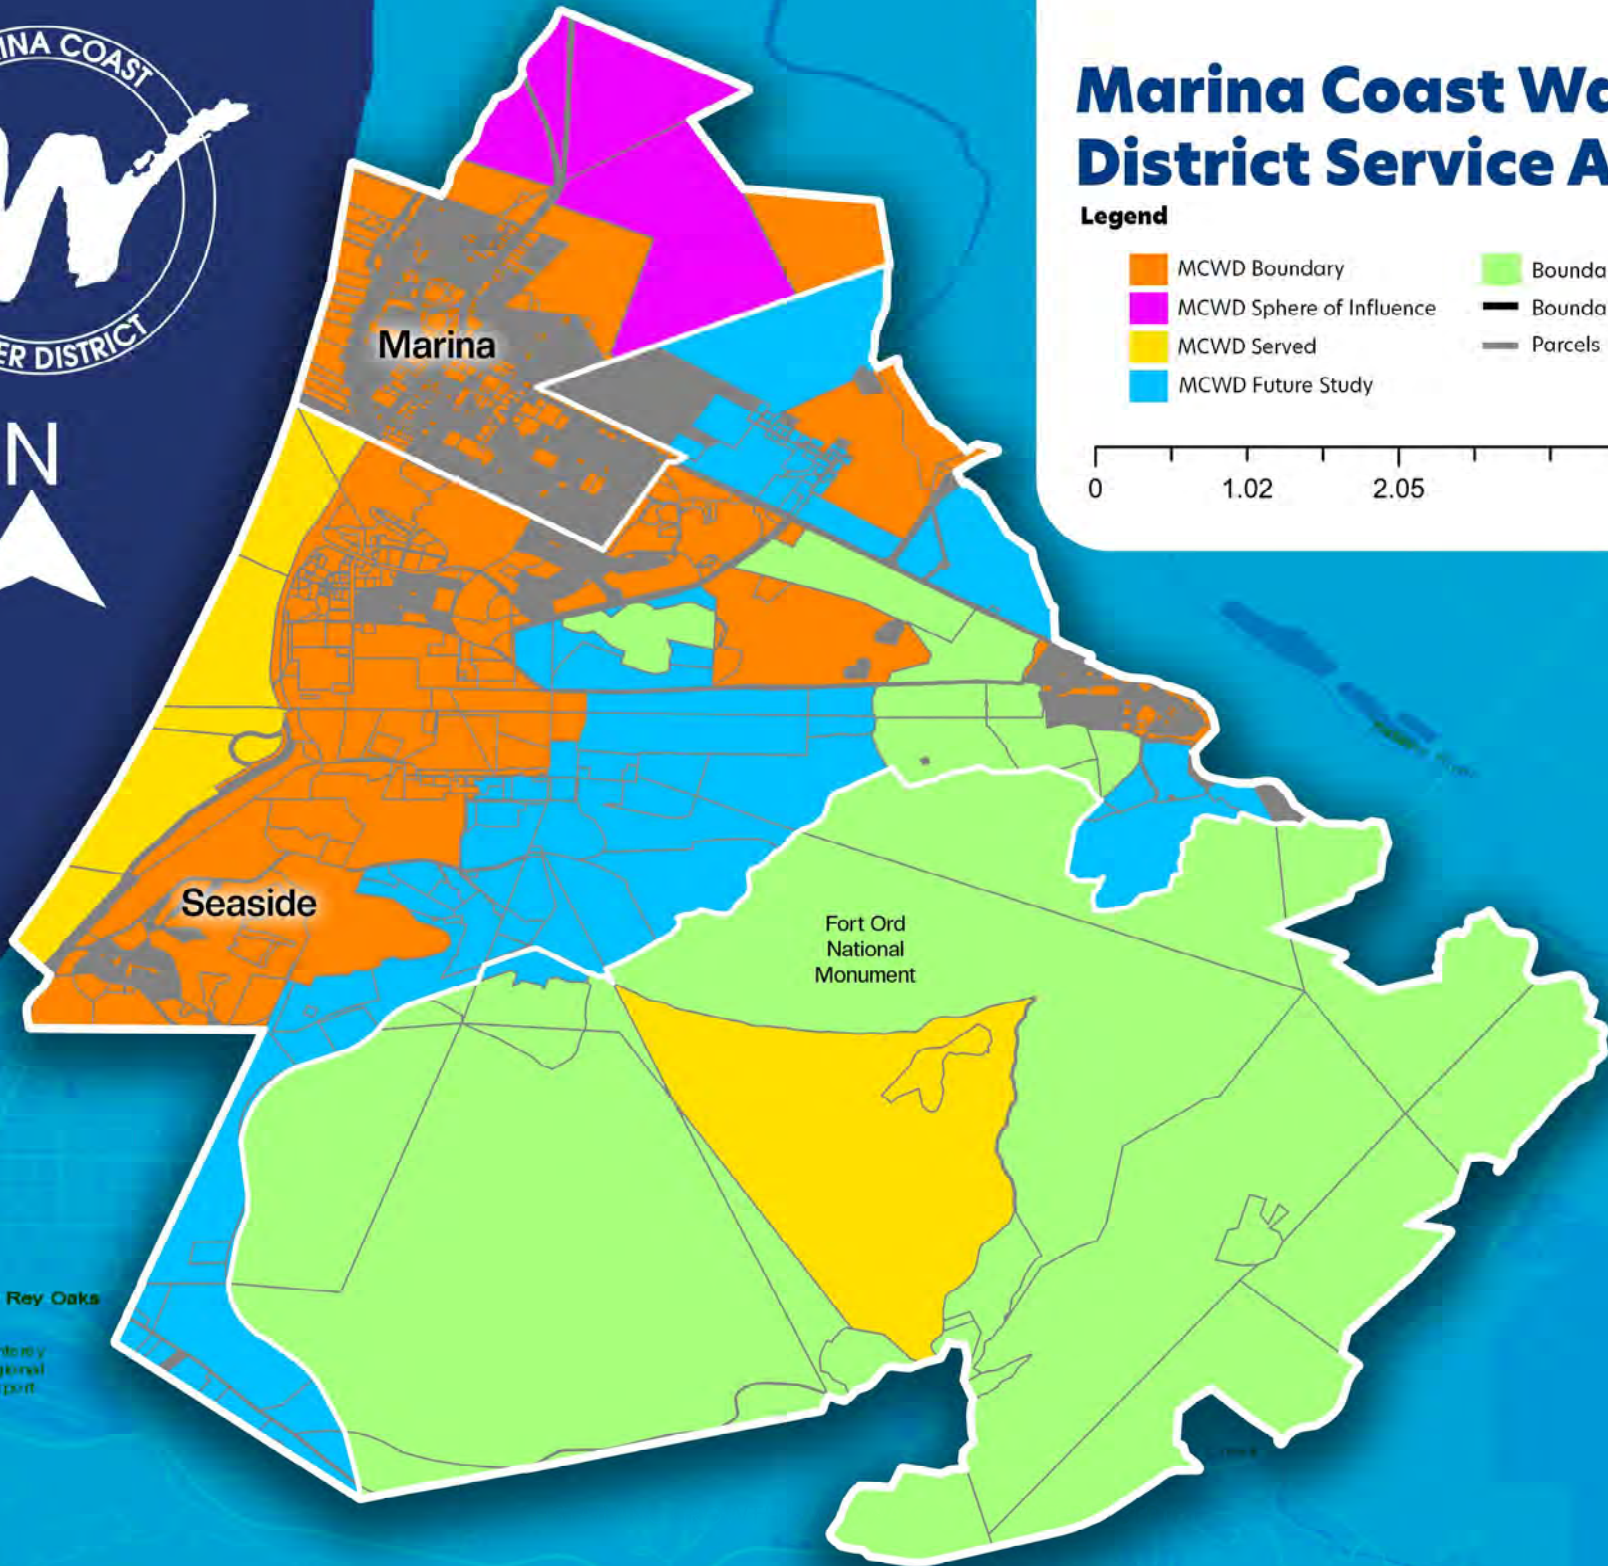 INA COAST
ER DISTRICT
N
Marina Coast Wa
District Service A
Legend
MCWD Boundary
MCWD Sphere of Influence
MCWD Served
MCWD Future Study
Bounda
Bounda
Parcels
0 1.02 2.05
Marina
Seaside
Fort Ord
National
Monument
Rey Oaks